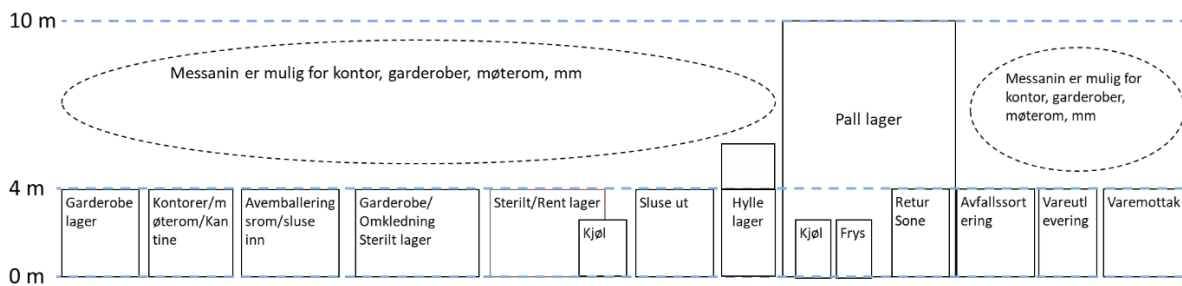 10 m
Messanin er mulig for kontor, garderober, møterom, mm
Messanin er mulig for
kontor, garderober,
møterom, mm
Pall lager
4 m
Garderobe
lager
Kontorer/m
øterom/Kan
tine
Avemballering
srom/sluse
inn
Garderobe/
Omkledning
Sterilt lager
Sterilt/Rent lager
Kjøl
Sluse ut
Hylle
lager
Kjøl
Frys
Retur
Sone
Avfallssort
ering
Vareut
levering
Varemottak
0 m